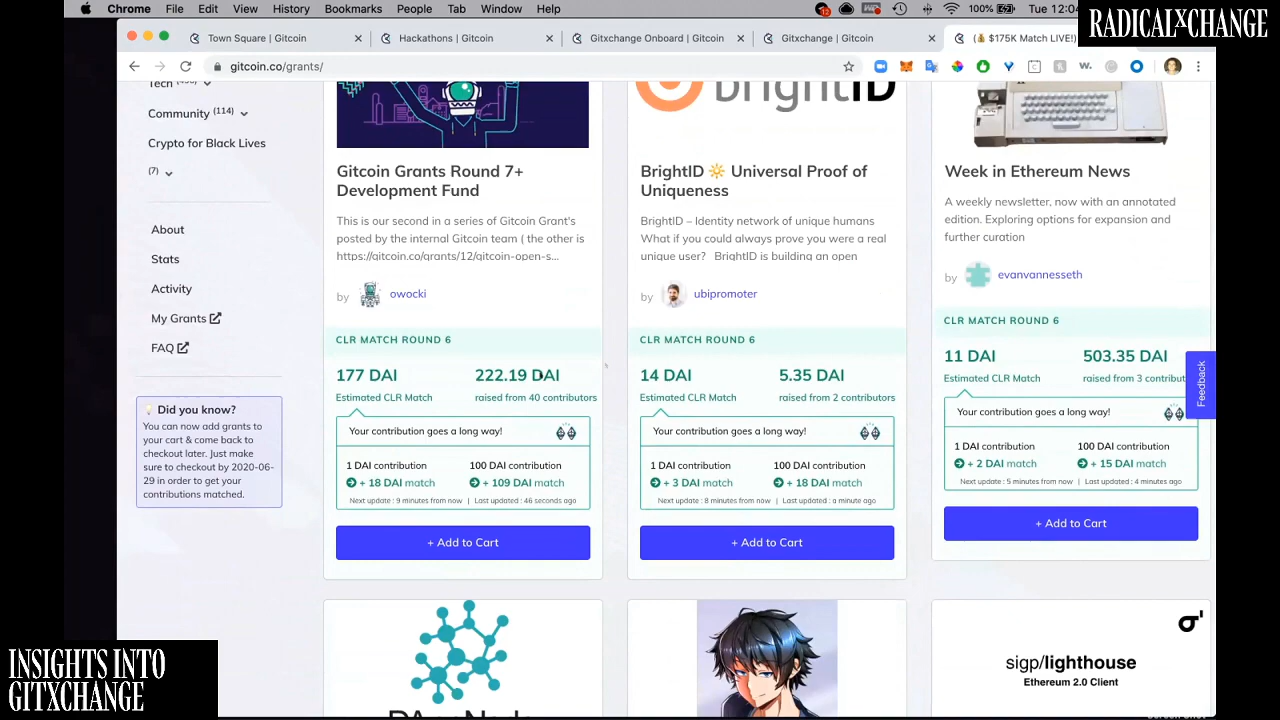 Chrome File Edit View History Bookmarks People Tab Window Help
12
100%
Tue 12:04
RADICALXCHANGE
Town Square | Gitcoin
Hackathons | Gitcoin
Gitxchange Onboard | Gitcoin
Gitxchange | Gitcoin
(💰 $175K Match LIVE!)
gitcoin.co/grants/
Tech
Community (114)
Crypto for Black Lives
(7)
About
Stats
Activity
My Grants
FAQ
💡 Did you know?
You can now add grants to
your cart & come back to
checkout later. Just make
sure to checkout by 2020-06-
29 in order to get your
contributions matched.
Gitcoin Grants Round 7+
Development Fund
This is our second in a series of Gitcoin Grant's
posted by the internal Gitcoin team ( the other is
https://gitcoin.co/grants/12/gitcoin-open-s...
by owocki
CLR MATCH ROUND 6
177 DAI 222.19 DAI
Estimated CLR Match raised from 40 contributors
Your contribution goes a long way!
1 DAI contribution 100 DAI contribution
+ 18 DAI match + 109 DAI match
Next update : 9 minutes from now | Last updated : 46 seconds ago
+ Add to Cart
BrightID
BrightID 🔆 Universal Proof of
Uniqueness
BrightID – Identity network of unique humans
What if you could always prove you were a real
unique user? BrightID is building an open
by ubipromoter
CLR MATCH ROUND 6
14 DAI 5.35 DAI
Estimated CLR Match raised from 2 contributors
Your contribution goes a long way!
1 DAI contribution 100 DAI contribution
+ 3 DAI match + 18 DAI match
Next update : 8 minutes from now | Last updated : a minute ago
+ Add to Cart
Week in Ethereum News
A weekly newsletter, now with an annotated
edition. Exploring options for expansion and
further curation
by evanvannesseth
CLR MATCH ROUND 6
11 DAI 503.35 DAI
Estimated CLR Match raised from 3 contribut
Your contribution goes a long way!
1 DAI contribution 100 DAI contribution
+ 2 DAI match + 15 DAI match
Next update : 5 minutes from now | Last updated : 4 minutes ago
+ Add to Cart
Feedback
DAppNode
σ'
sigp/lighthouse
Ethereum 2.0 Client
INSIGHTS INTO
GITXCHANGE